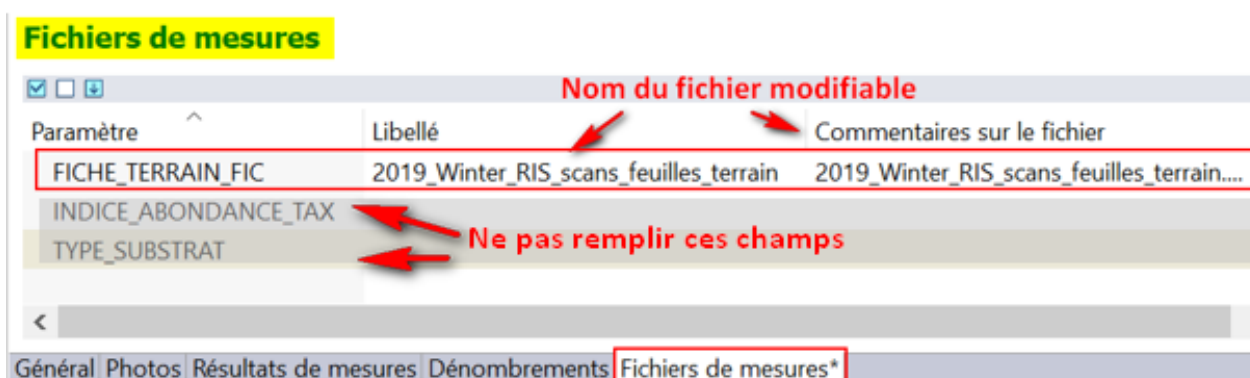 Fichiers de mesures
Nom du fichier modifiable
Paramètre Libellé Commentaires sur le fichier
FICHE_TERRAIN_FIC 2019_Winter_RIS_scans_feuilles_terrain 2019_Winter_RIS_scans_feuilles_terrain....
INDICE_ABONDANCE_TAX
Ne pas remplir ces champs
TYPE_SUBSTRAT
Général Photos Résultats de mesures Dénombrements Fichiers de mesures*